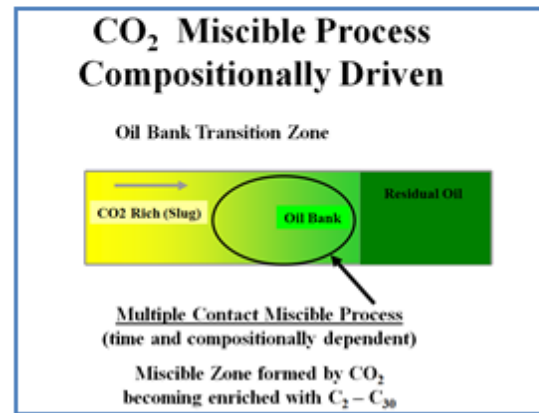 CO₂ Miscible Process
Compositionally Driven
Oil Bank Transition Zone
CO2 Rich (Slug)
Oil Bank
Residual Oil
Multiple Contact Miscible Process
(time and compositionally dependent)
Miscible Zone formed by CO₂
becoming enriched with C₂ – C₃₀